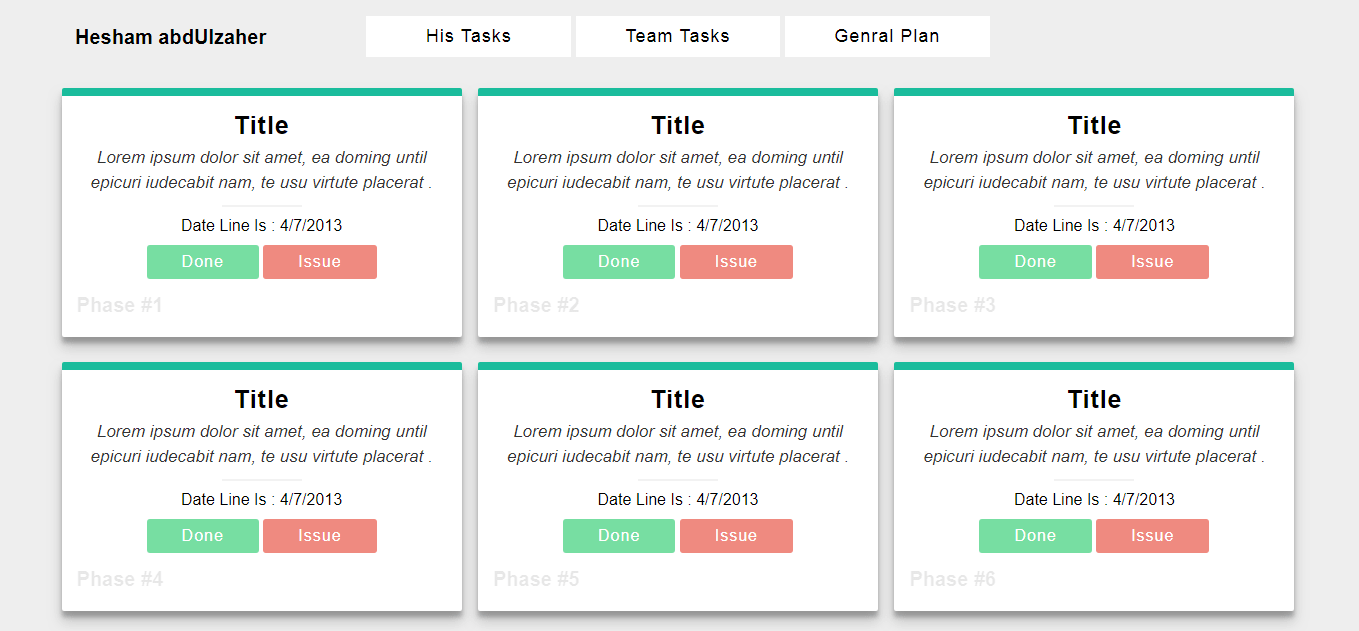 Hesham abdUlzaher
His Tasks
Team Tasks
Genral Plan
Title
Lorem ipsum dolor sit amet, ea doming until
epicuri iudecabit nam, te usu virtute placerat .
Date Line Is : 4/7/2013
Done
Issue
Phase #1
Title
Lorem ipsum dolor sit amet, ea doming until
epicuri iudecabit nam, te usu virtute placerat .
Date Line Is : 4/7/2013
Done
Issue
Phase #2
Title
Lorem ipsum dolor sit amet, ea doming until
epicuri iudecabit nam, te usu virtute placerat .
Date Line Is : 4/7/2013
Done
Issue
Phase #3
Title
Lorem ipsum dolor sit amet, ea doming until
epicuri iudecabit nam, te usu virtute placerat .
Date Line Is : 4/7/2013
Done
Issue
Phase #4
Title
Lorem ipsum dolor sit amet, ea doming until
epicuri iudecabit nam, te usu virtute placerat .
Date Line Is : 4/7/2013
Done
Issue
Phase #5
Title
Lorem ipsum dolor sit amet, ea doming until
epicuri iudecabit nam, te usu virtute placerat .
Date Line Is : 4/7/2013
Done
Issue
Phase #6